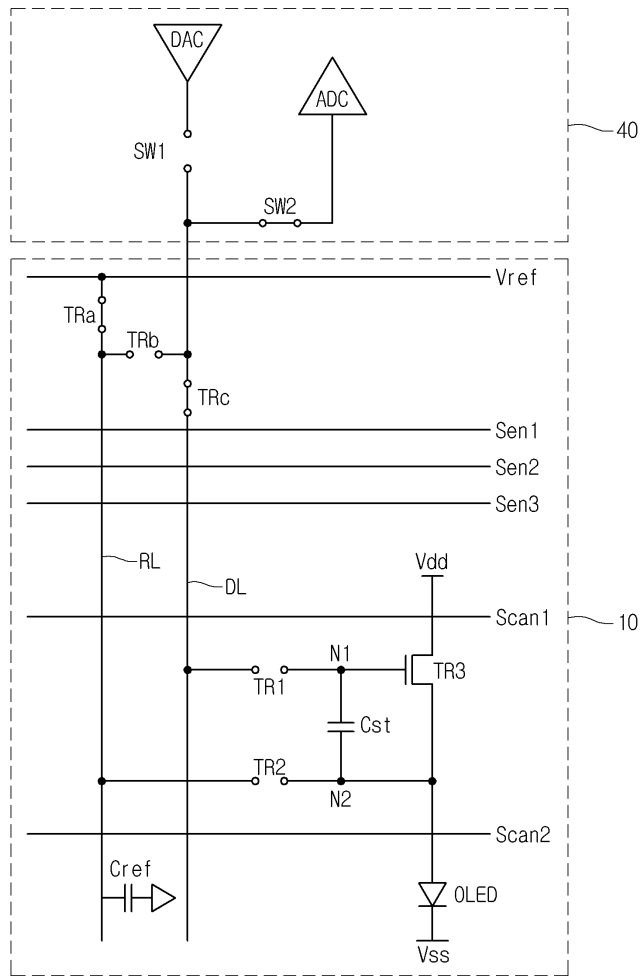 DAC
ADC
SW1
40
SW2
Vref
TRa
TRb
TRc
Sen1
Sen2
Sen3
RL
Vdd
DL
Scan1
10
N1
TR3
TR1
Cst
TR2
N2
Scan2
Cref
OLED
Vss